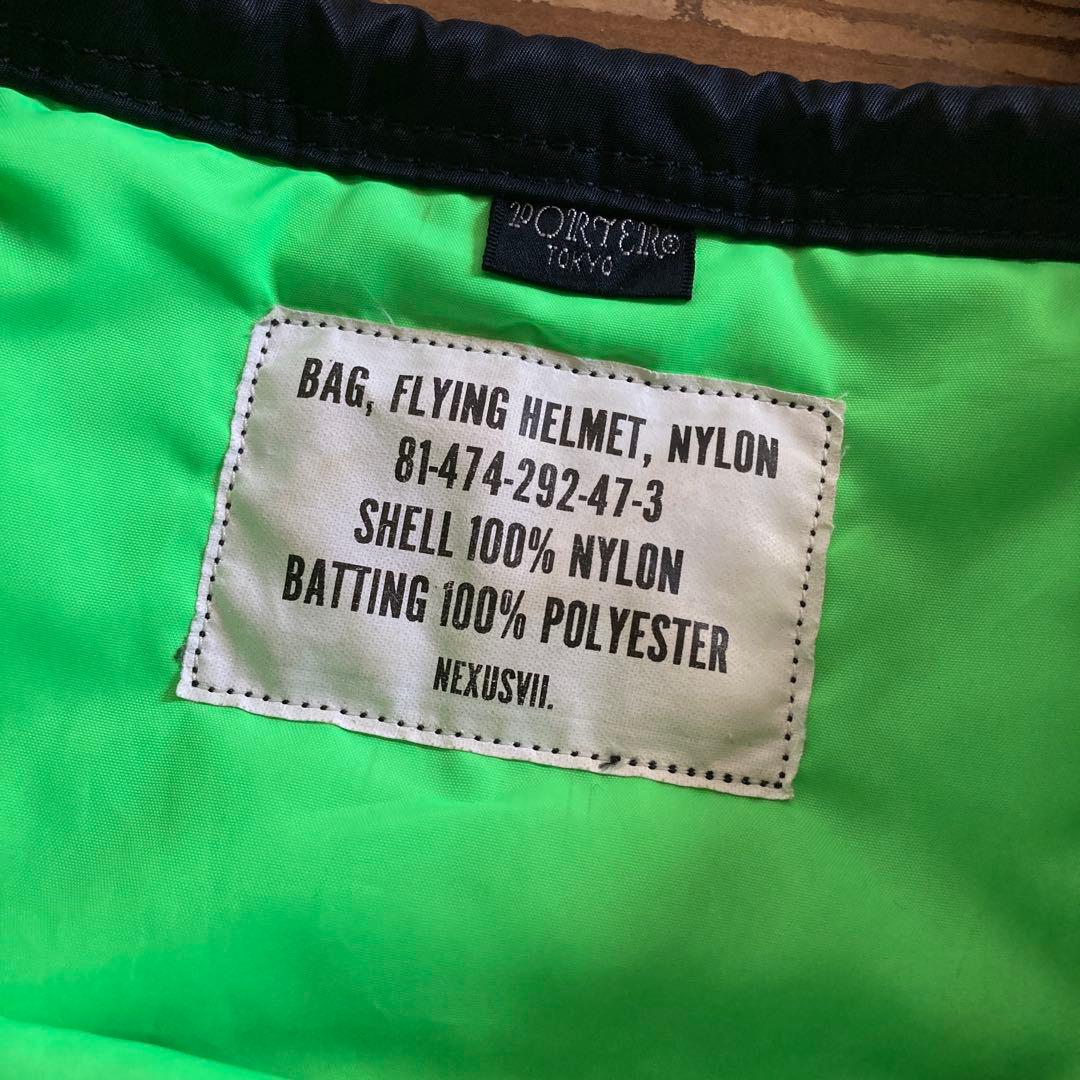 PORTER®
TOKYO
BAG, FLYING HELMET, NYLON
81-474-292-47-3
SHELL 100% NYLON
BATTING 100% POLYESTER
NEXUSVII.